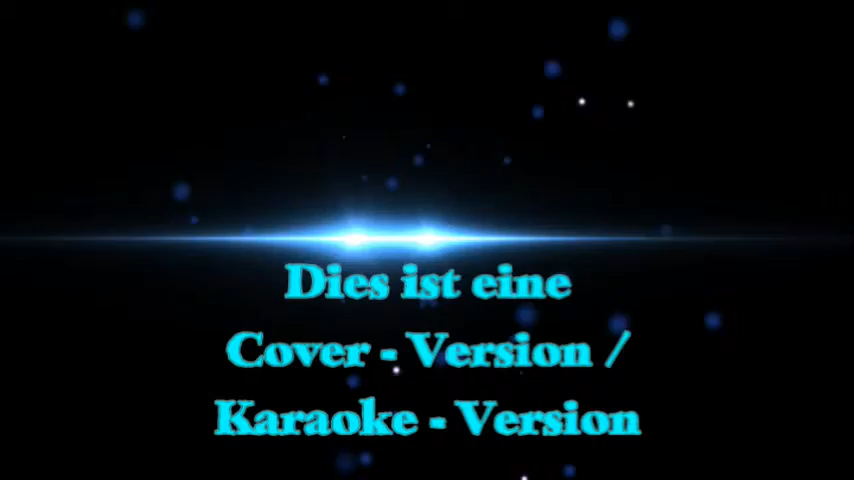 Dies ist eine
Cover - Version /
Karaoke - Version